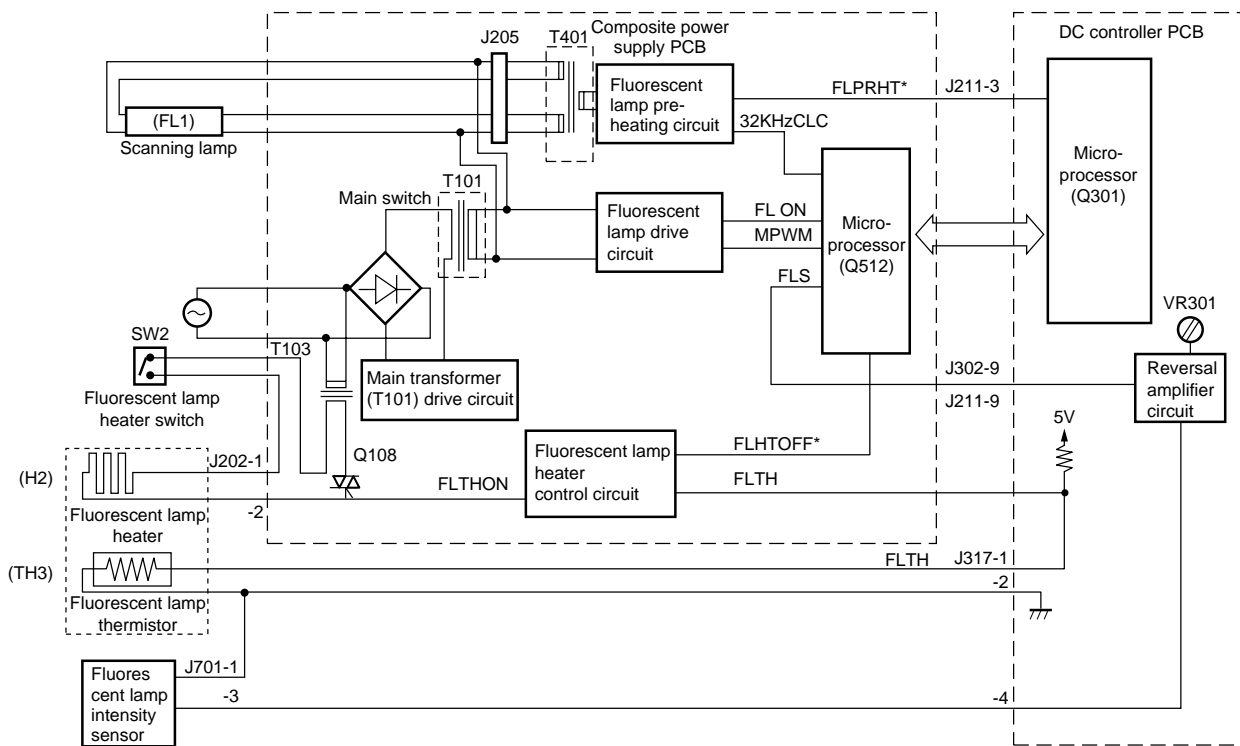 Composite power
supply PCB
DC controller PCB
J205
T401
Fluorescent
lamp pre-
heating circuit
FLPRHT*
J211-3
32KHzCLC
(FL1)
Scanning lamp
Micro-
processor
(Q301)
Main switch
T101
Fluorescent
lamp drive
circuit
FL ON
MPWM
FLS
Micro-
processor
(Q512)
VR301
SW2
Fluorescent lamp
heater switch
T103
Main transformer
(T101) drive circuit
J302-9
J211-9
Reversal
amplifier
circuit
5V
Q108
Fluorescent lamp
heater
control circuit
FLHTOFF*
FLTH
FLTHON
(H2)
J202-1
-2
Fluorescent lamp
heater
(TH3)
Fluorescent lamp
thermistor
FLTH
J317-1
-2
J701-1
Fluores
cent lamp
intensity
sensor
-3
-4